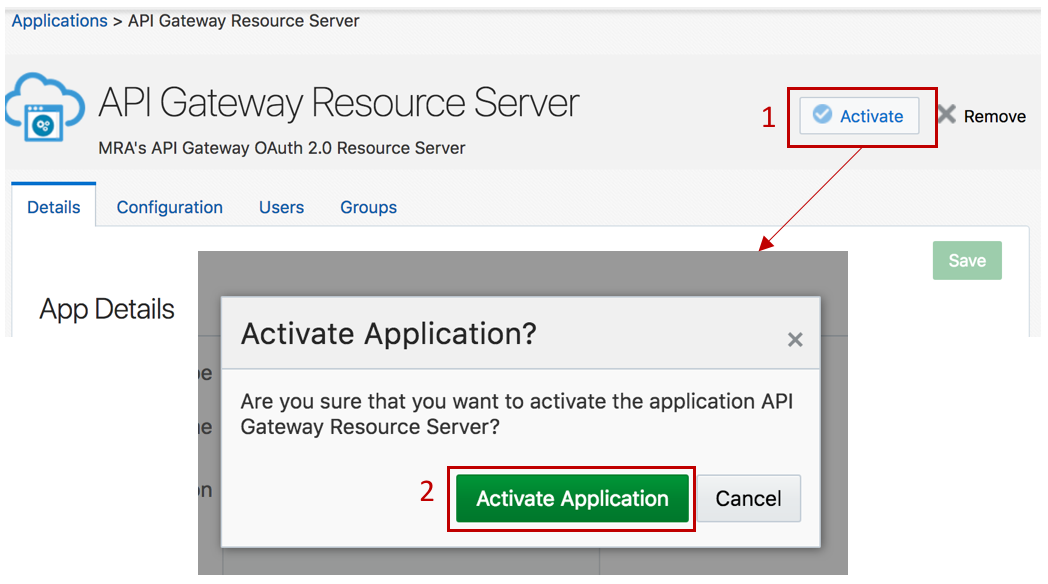 Applications > API Gateway Resource Server
API Gateway Resource Server
1
Activate
Remove
MRA's API Gateway OAuth 2.0 Resource Server
Details
Configuration
Users
Groups
Save
App Details
Activate Application?
Are you sure that you want to activate the application API
Gateway Resource Server?
2
Activate Application
Cancel